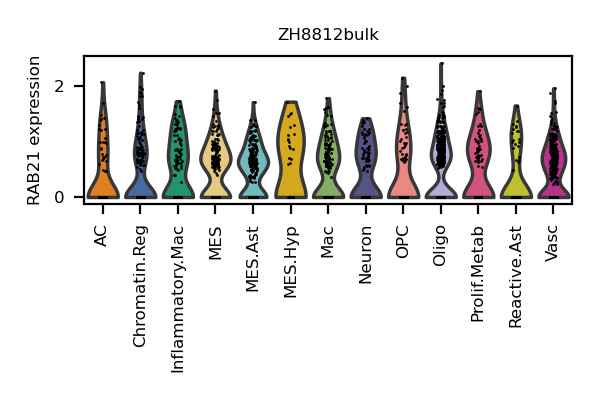 ZH8812bulk
RAB21 expression
2
0
AC
Chromatin.Reg
Inflammatory.Mac
MES
MES.Ast
MES.Hyp
Mac
Neuron
OPC
Oligo
Prolif.Metab
Reactive.Ast
Vasc